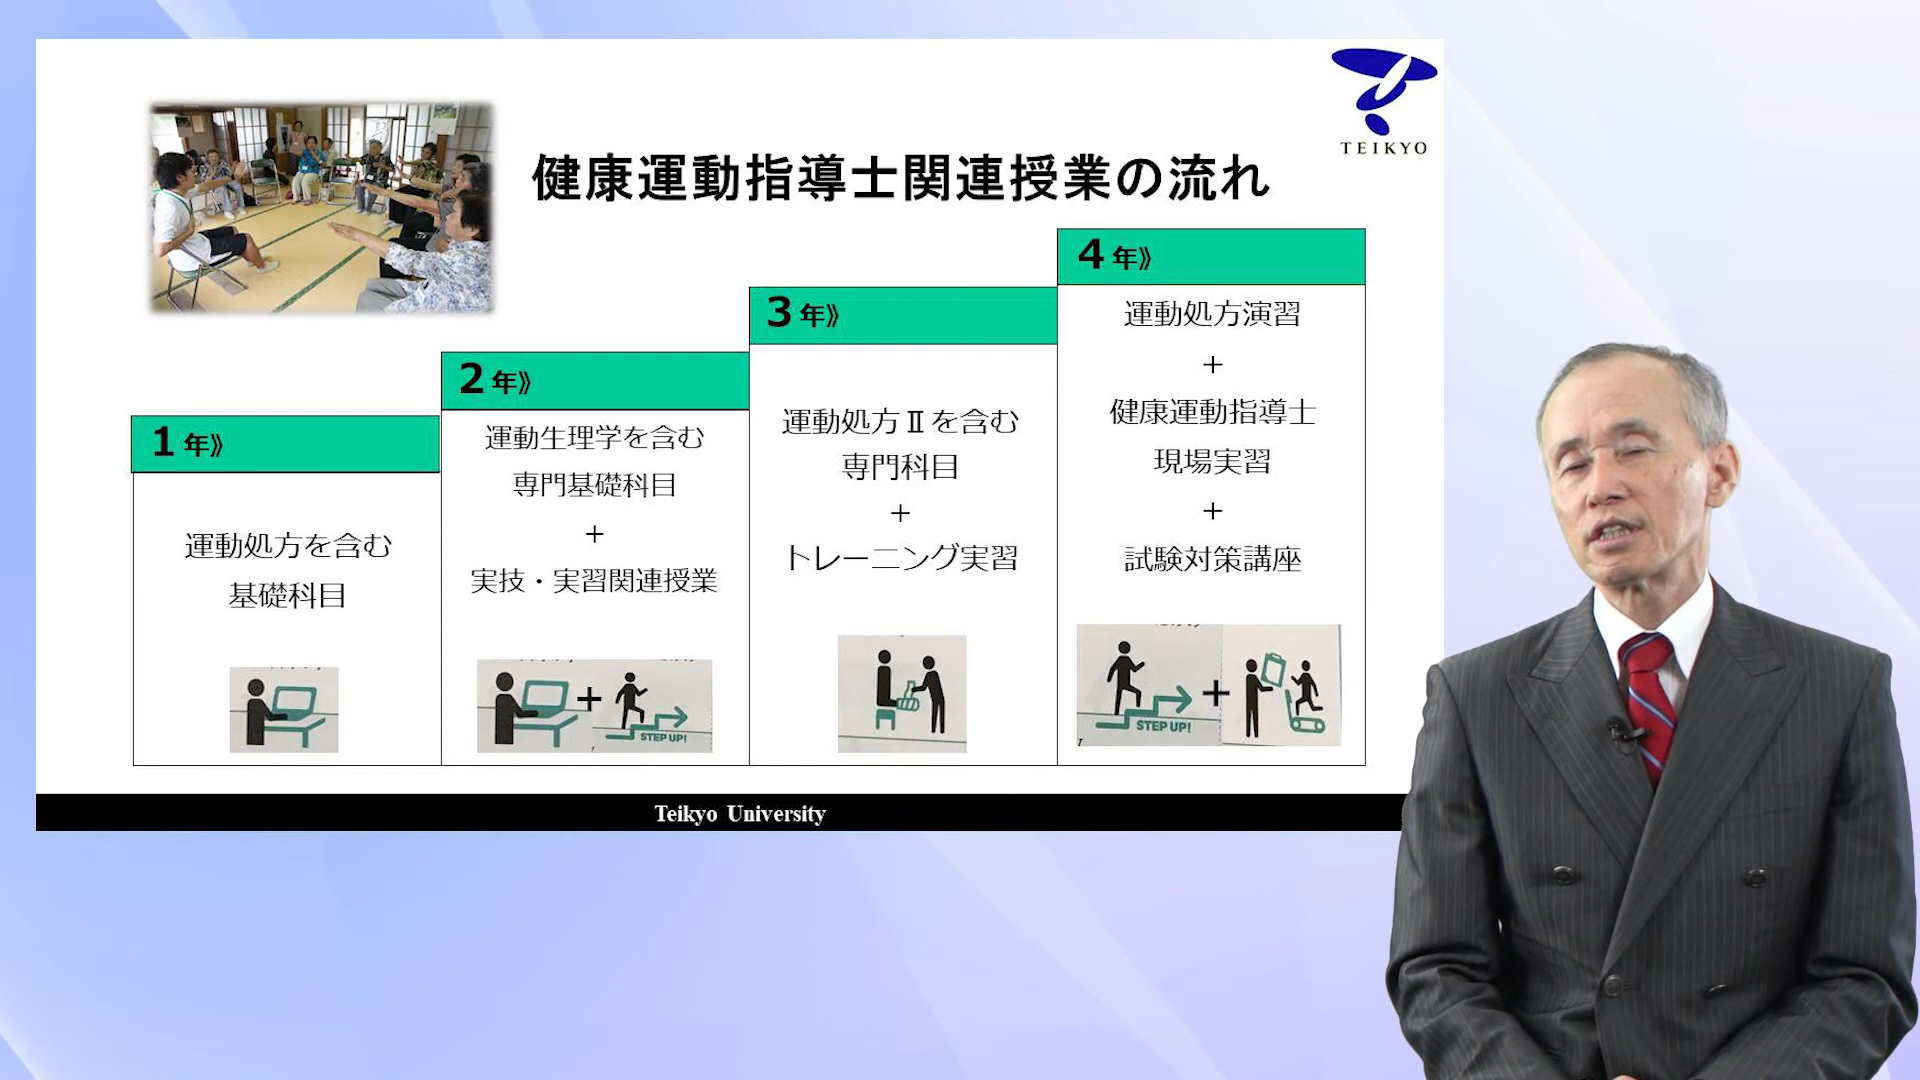 TEIKYO
健康運動指導士関連授業の流れ
1年》
運動処方を含む
基礎科目
2年》
運動生理学を含む
専門基礎科目
+
実技・実習関連授業
+
STEP UP!
3年》
運動処方Ⅱを含む
専門科目
+
トレーニング実習
4年》
運動処方演習
+
健康運動指導士
現場実習
+
試験対策講座
STEP UP!
+
Teikyo University